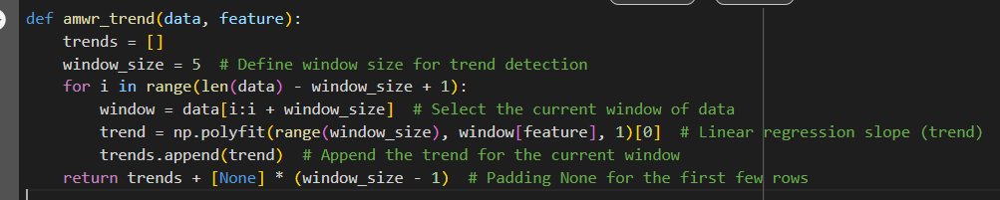 def amwr_trend(data, feature):
    trends = []
    window_size = 5  # Define window size for trend detection
    for i in range(len(data) - window_size + 1):
        window = data[i:i + window_size]  # Select the current window of data
        trend = np.polyfit(range(window_size), window[feature], 1)[0]  # Linear regression slope (trend)
        trends.append(trend)  # Append the trend for the current window
    return trends + [None] * (window_size - 1)  # Padding None for the first few rows